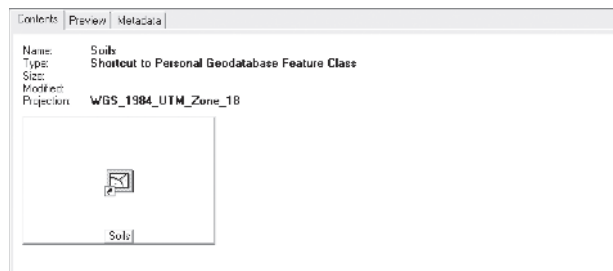 Contents Preview Metadata
Name: Soils
Type: Shortcut to Personal Geodatabase Feature Class
Size:
Modified:
Projection: WGS_1984_UTM_Zone_18
Soils